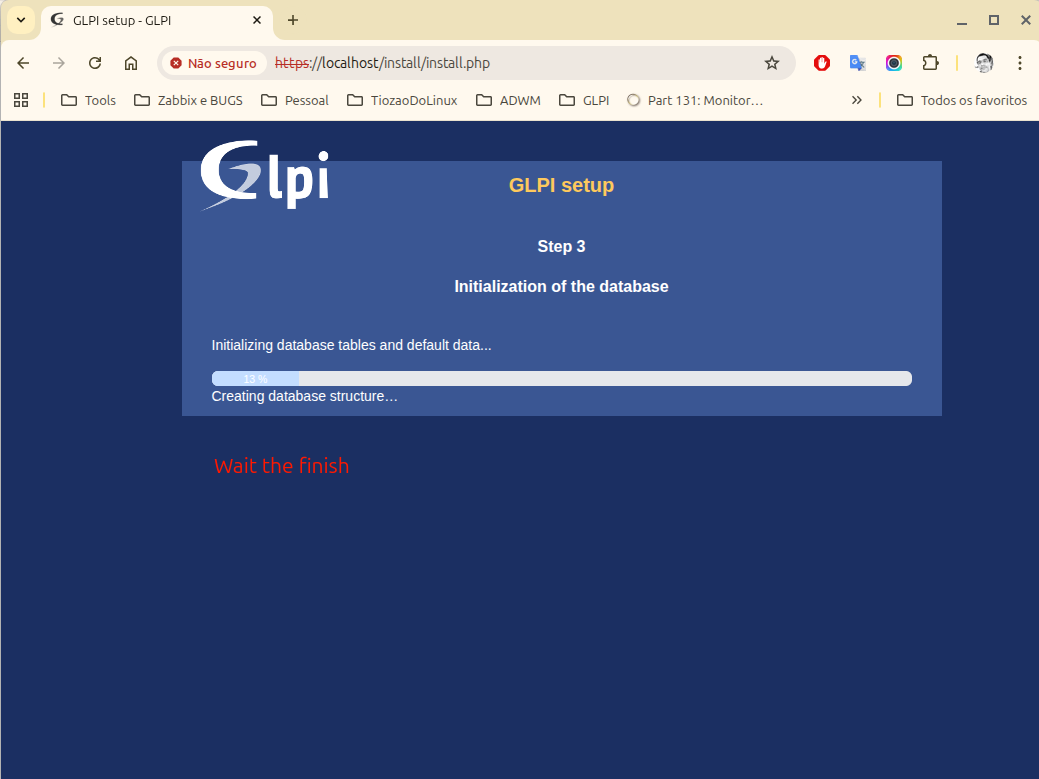 GLPI setup - GLPI
Não seguro
https://localhost/install/install.php
Tools
Zabbix e BUGS
Pessoal
TiozaoDoLinux
ADWM
GLPI
Part 131: Monitor...
Todos os favoritos
Glpi
GLPI setup
Step 3
Initialization of the database
Initializing database tables and default data...
13 %
Creating database structure…
Wait the finish